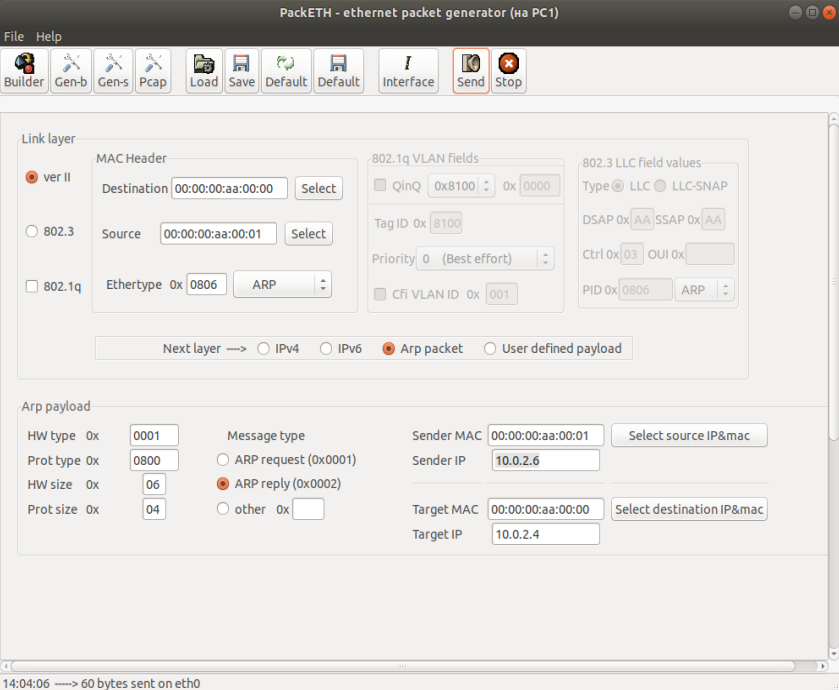 PackETH - ethernet packet generator (на PC1)
File Help
Builder Gen-b Gen-s Pcap Load Save Default Default Interface Send Stop
Link layer
MAC Header
802.1q VLAN fields
802.3 LLC field values
ver II
Destination 00:00:00:aa:00:00 Select
QinQ 0x8100 0x 0000
Type LLC LLC-SNAP
802.3
Source 00:00:00:aa:00:01 Select
Tag ID 0x 8100
DSAP 0x AA SSAP 0x AA
Priority 0 (Best effort)
Ctrl 0x 03 OUI 0x
802.1q
Ethertype 0x 0806 ARP
Cfi VLAN ID 0x 001
PID 0x 0806 ARP
Next layer ----> IPv4 IPv6 Arp packet User defined payload
Arp payload
HW type 0x 0001
Message type
Sender MAC 00:00:00:aa:00:01 Select source IP&mac
Prot type 0x 0800
ARP request (0x0001)
Sender IP 10.0.2.6
HW size 0x 06
ARP reply (0x0002)
Prot size 0x 04
other 0x
Target MAC 00:00:00:aa:00:00 Select destination IP&mac
Target IP 10.0.2.4
14:04:06 -----> 60 bytes sent on eth0